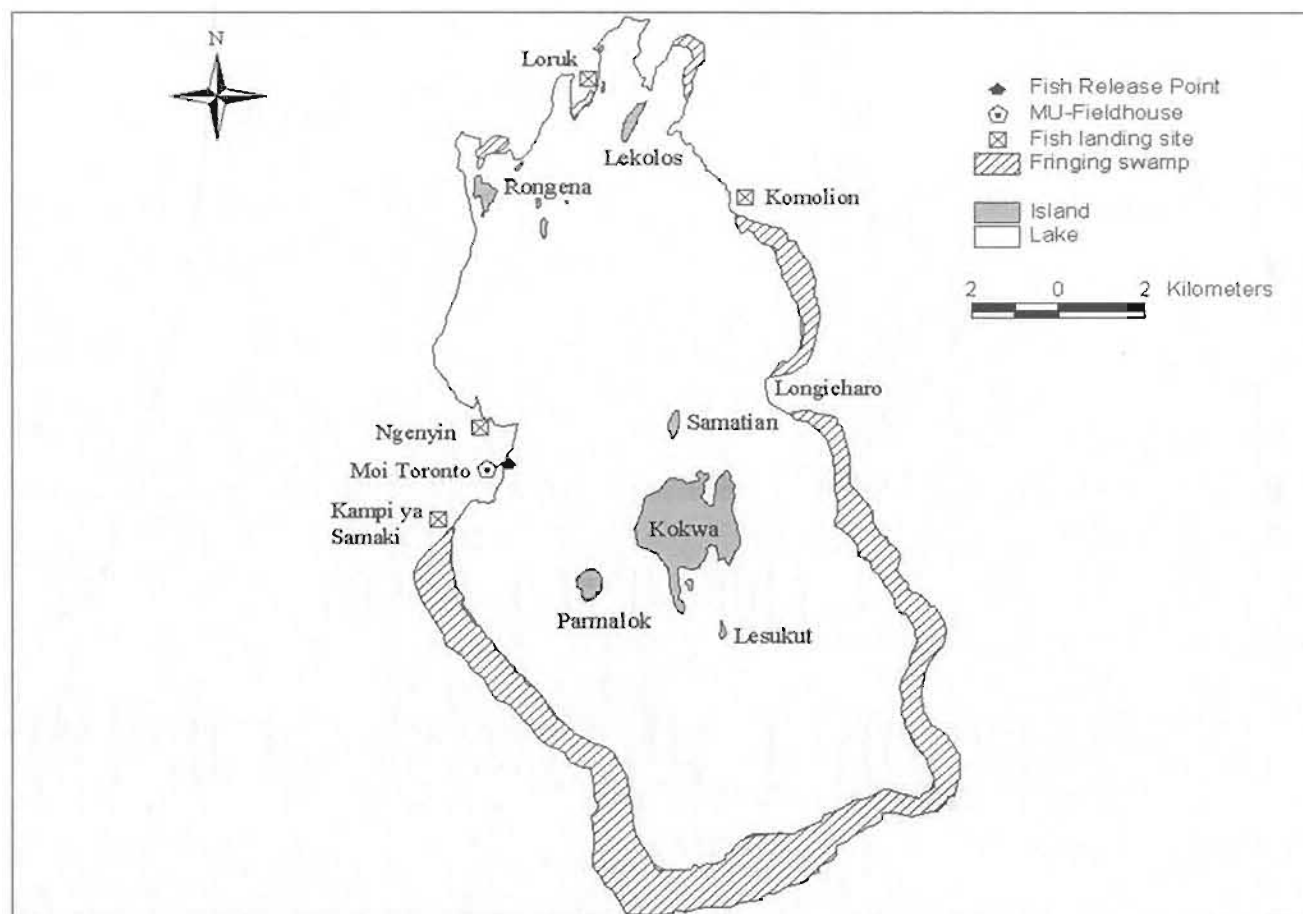 N
Loruk
Lekolos
Rongena
Komolion
Longicharo
Samatian
Ngenyin
Moi Toronto
Kampi ya
Samaki
Kokwa
Parmalok
Lesukut
Fish Release Point
MU-Fieldhouse
Fish landing site
Fringing swamp
Island
Lake
2 0 2 Kilometers